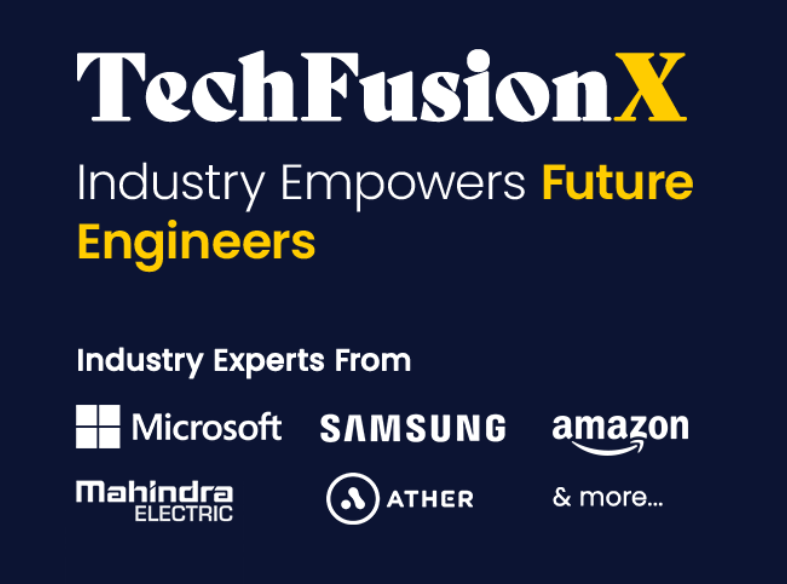 TechFusionX
Industry Empowers Future
Engineers
Industry Experts From
Microsoft SAMSUNG amazon
Mahindra ELECTRIC ATHER & more...